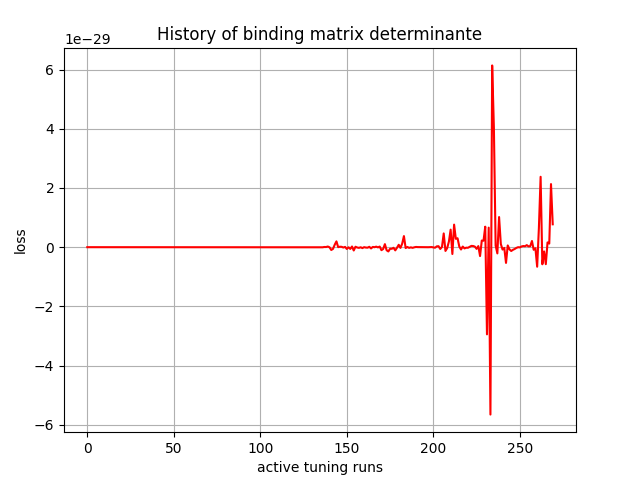 History of binding matrix determinante
1e−29
6
4
2
0
−2
−4
−6
loss
0 50 100 150 200 250
active tuning runs